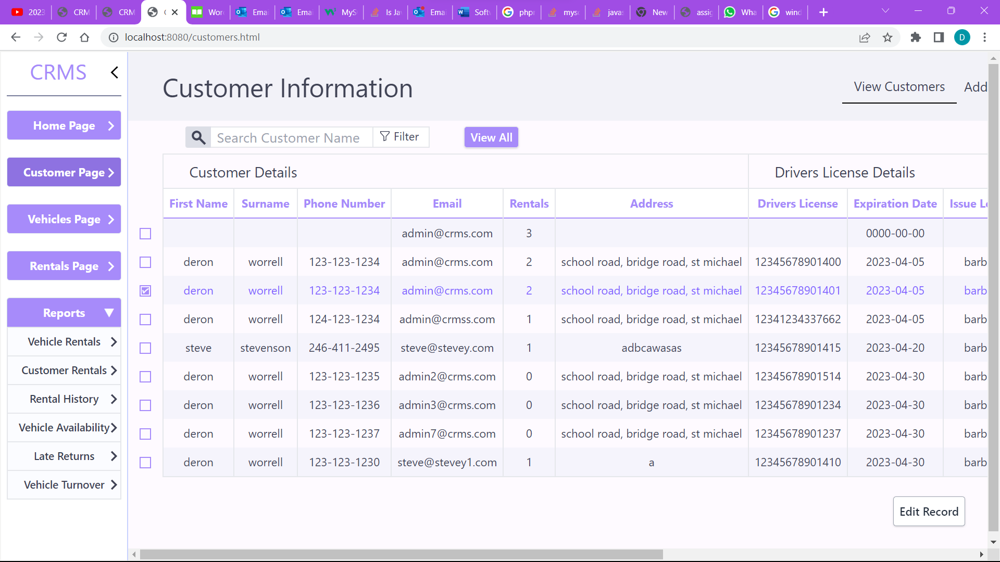 2023 CRM CRM Wor Emai Emai MyS Is Ja Emai Softw phpr mysc javas New assig Wha wind
localhost:8080/customers.html D
CRMS
Customer Information
View Customers Add
Home Page
Search Customer Name Filter View All
Customer Page
Customer Details Drivers License Details
First Name Surname Phone Number Email Rentals Address Drivers License Expiration Date Issue
Vehicles Page
admin@crms.com 3 0000-00-00
deron worrell 123-123-1234 admin@crms.com 2 school road, bridge road, st michael 12345678901400 2023-04-05 barb
Rentals Page
deron worrell 123-123-1234 admin@crms.com 2 school road, bridge road, st michael 12345678901401 2023-04-05 barb
Reports
deron worrell 124-123-1234 admin@crmss.com 1 school road, bridge road, st michael 12341234337662 2023-04-05 barb
Vehicle Rentals
steve stevenson 246-411-2495 steve@stevey.com 1 adbcawasas 12345678901415 2023-04-20 barb
Customer Rentals
deron worrell 123-123-1235 admin2@crms.com 0 school road, bridge road, st michael 12345678901514 2023-04-30 barb
Rental History
deron worrell 123-123-1236 admin3@crms.com 0 school road, bridge road, st michael 12345678901234 2023-04-30 barb
Vehicle Availability
deron worrell 123-123-1237 admin7@crms.com 0 school road, bridge road, st michael 12345678901237 2023-04-30 barb
Late Returns
deron worrell 123-123-1230 steve@stevey1.com 1 a 12345678901410 2023-04-30 barb
Vehicle Turnover
Edit Record